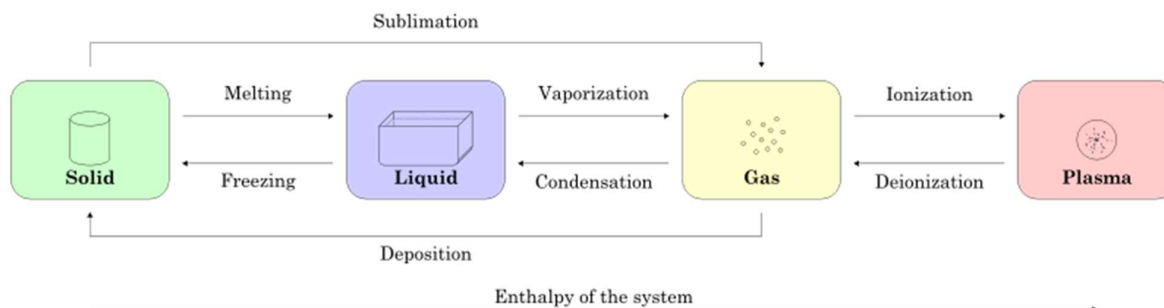 Sublimation
Melting
Vaporization
Ionization
Solid
Liquid
Gas
Plasma
Freezing
Condensation
Deionization
Deposition
Enthalpy of the system